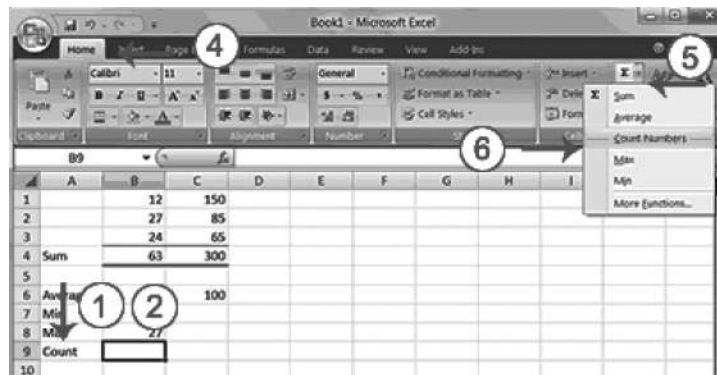 Book1 - Microsoft Excel
Home Insert Page Formulas Data Review View Add-Ins
4
5
Calibri 11
General
Conditional Formatting
Insert
Σ
Paste
B I U A A
$ % ,
Format as Table
Σ Sum
A
Cell Styles
Average
Clipboard Font Alignment Number
6
Count Numbers
B9 fx
Max
A B C D E F G H I
Min
More Functions...
1 12 150
2 27 85
3 24 65
4 Sum 63 300
5
6 100
1 2
7
8 27
9 Count
10